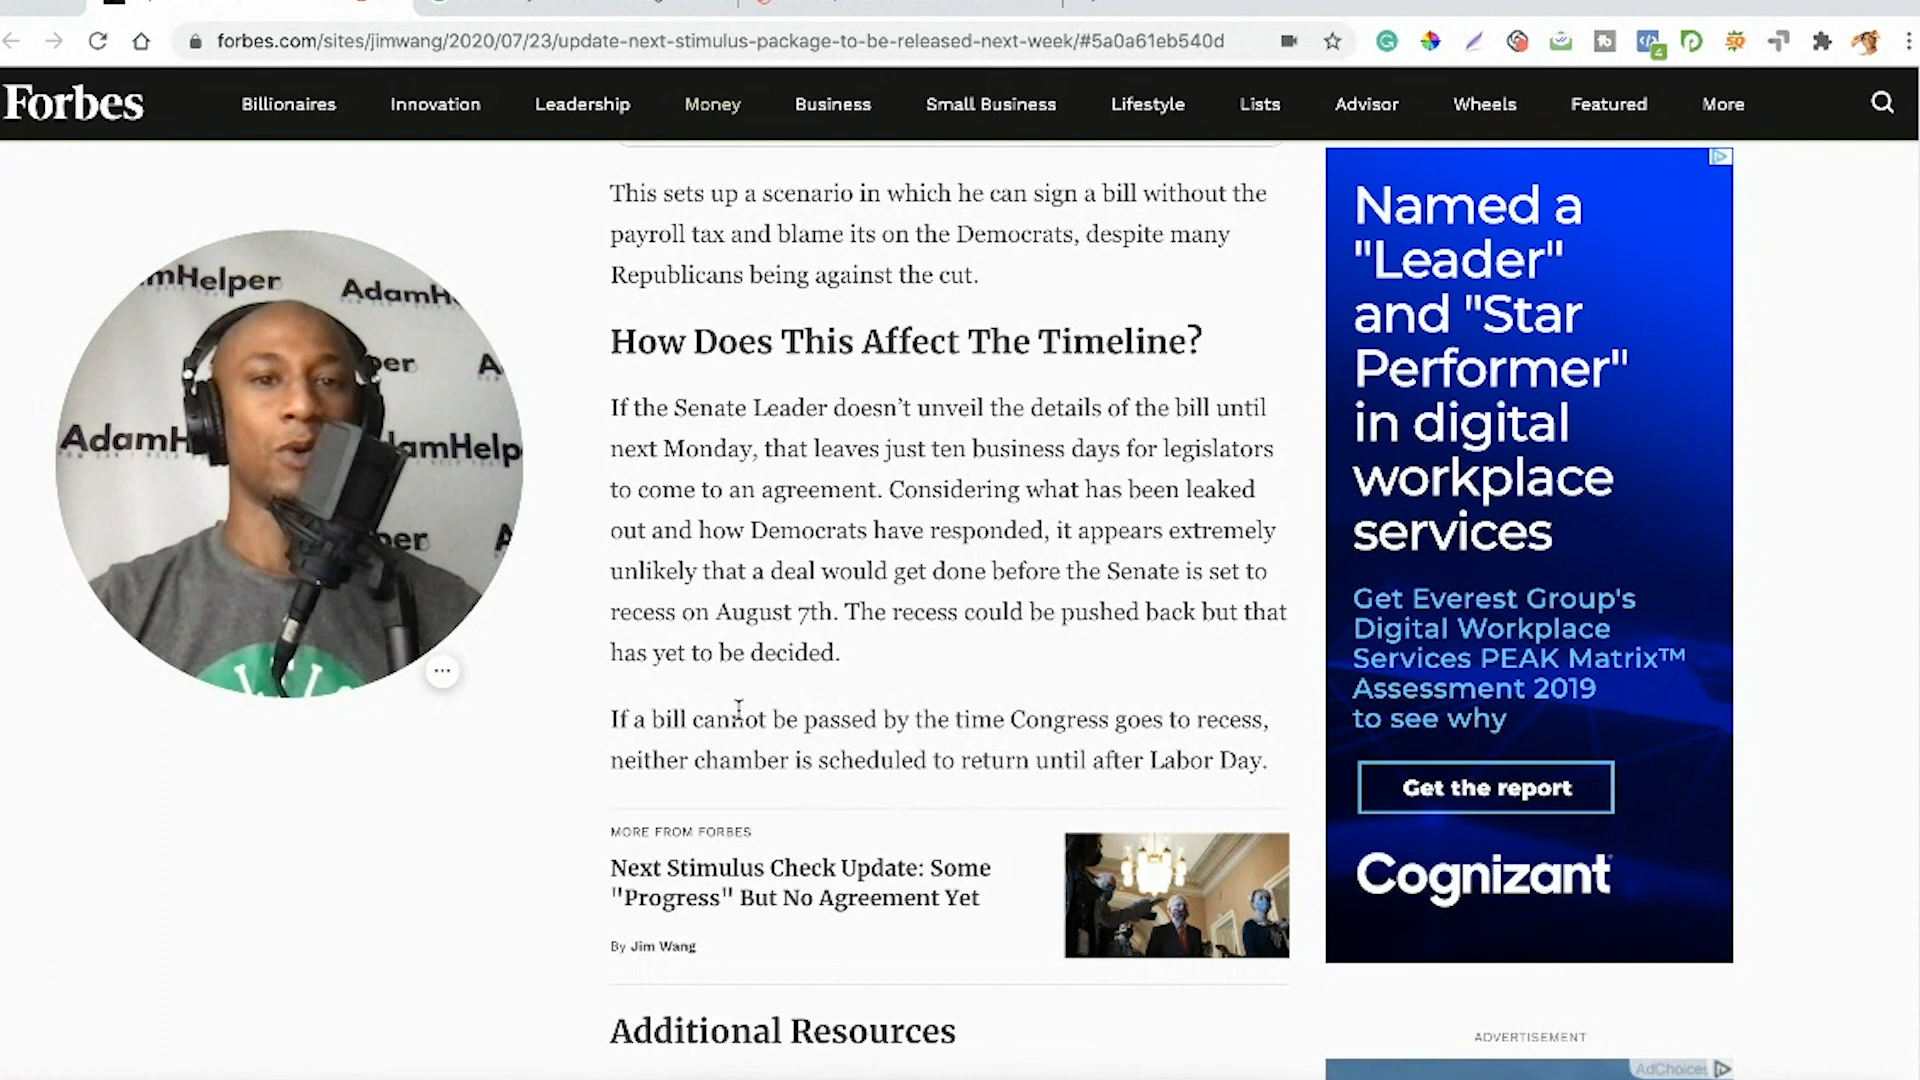 forbes.com/sites/jimwang/2020/07/23/update-next-stimulus-package-to-be-released-next-week/#5a0a61eb540d
Forbes
Billionaires Innovation Leadership Money Business Small Business Lifestyle Lists Advisor Wheels Featured More
This sets up a scenario in which he can sign a bill without the
payroll tax and blame its on the Democrats, despite many
Republicans being against the cut.
How Does This Affect The Timeline?
If the Senate Leader doesn’t unveil the details of the bill until
next Monday, that leaves just ten business days for legislators
to come to an agreement. Considering what has been leaked
out and how Democrats have responded, it appears extremely
unlikely that a deal would get done before the Senate is set to
recess on August 7th. The recess could be pushed back but that
has yet to be decided.
If a bill cannot be passed by the time Congress goes to recess,
neither chamber is scheduled to return until after Labor Day.
MORE FROM FORBES
Next Stimulus Check Update: Some
"Progress" But No Agreement Yet
By Jim Wang
Additional Resources
mHelper
AdamH
per
A
AdamH
damHelp
per
A
Named a
"Leader"
and "Star
Performer"
in digital
workplace
services
Get Everest Group's
Digital Workplace
Services PEAK Matrix™
Assessment 2019
to see why
Get the report
Cognizant
ADVERTISEMENT
AdChoices